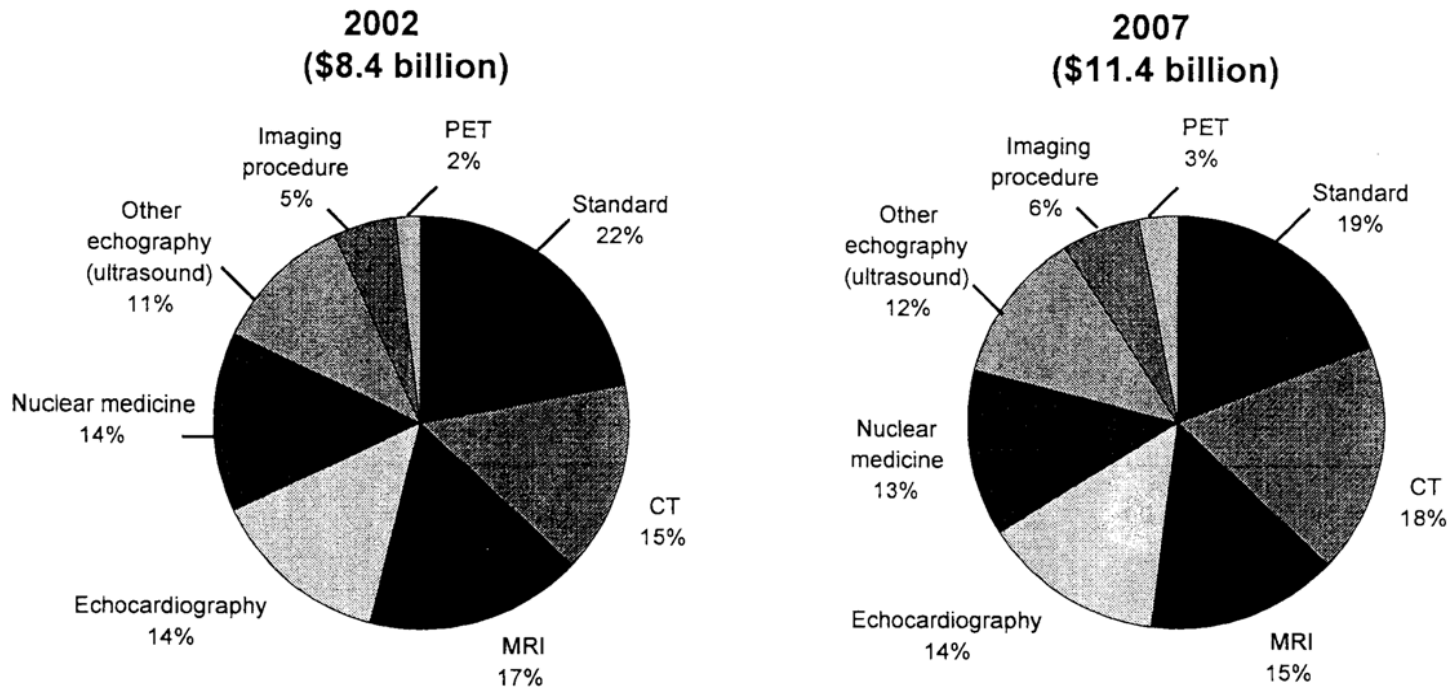 2002
($8.4 billion)
PET
2%
Imaging
procedure
5%
Standard
22%
Other
echography
(ultrasound)
11%
Nuclear medicine
14%
CT
15%
Echocardiography
14%
MRI
17%
2007
($11.4 billion)
PET
3%
Imaging
procedure
6%
Standard
19%
Other
echography
(ultrasound)
12%
Nuclear
medicine
13%
CT
18%
Echocardiography
14%
MRI
15%